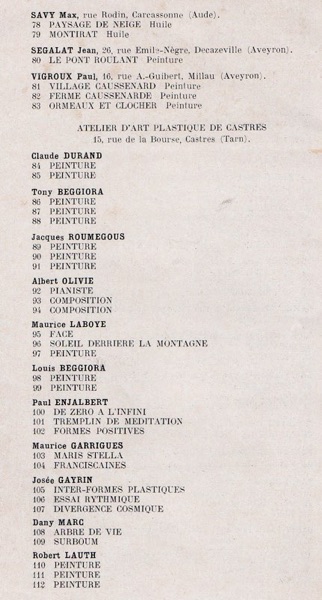 SAVY Max, rue Rodin, Carcassonne (Aude).
78 PAYSAGE DE NEIGE Huile
79 MONTIRAT Huile
SEGALAT Jean, 26, rue Emile-Nègre, Decazeville (Aveyron).
80 LE PONT ROULANT Peinture
VIGROUX Paul, 16, rue A.-Guibert, Millau (Aveyron).
81 VILLAGE CAUSSENARD Peinture
82 FERME CAUSSENARDE Peinture
83 ORMEAUX ET CLOCHER Peinture
ATELIER D'ART PLASTIQUE DE CASTRES
15, rue de la Bourse, Castres (Tarn).
Claude DURAND
84 PEINTURE
85 PEINTURE
Tony BEGGIORA
86 PEINTURE
87 PEINTURE
88 PEINTURE
Jacques ROUMEGOUS
89 PEINTURE
90 PEINTURE
91 PEINTURE
Albert OLIVIE
92 PIANISTE
93 COMPOSITION
94 COMPOSITION
Maurice LABOYE
95 FACE
96 SOLEIL DERRIERE LA MONTAGNE
97 PEINTURE
Louis BEGGIORA
98 PEINTURE
99 PEINTURE
Paul ENJALBERT
100 DE ZERO A L'INFINI
101 TREMPLIN DE MEDITATION
102 FORMES POSITIVES
Maurice GARRIGUES
103 MARIS STELLA
104 FRANCISCAINES
Josée GAYRIN
105 INTER-FORMES PLASTIQUES
106 ESSAI RYTHMIQUE
107 DIVERGENCE COSMIQUE
Dany MARC
108 ARBRE DE VIE
109 SURBOUM
Robert LAUTH
110 PEINTURE
111 PEINTURE
112 PEINTURE